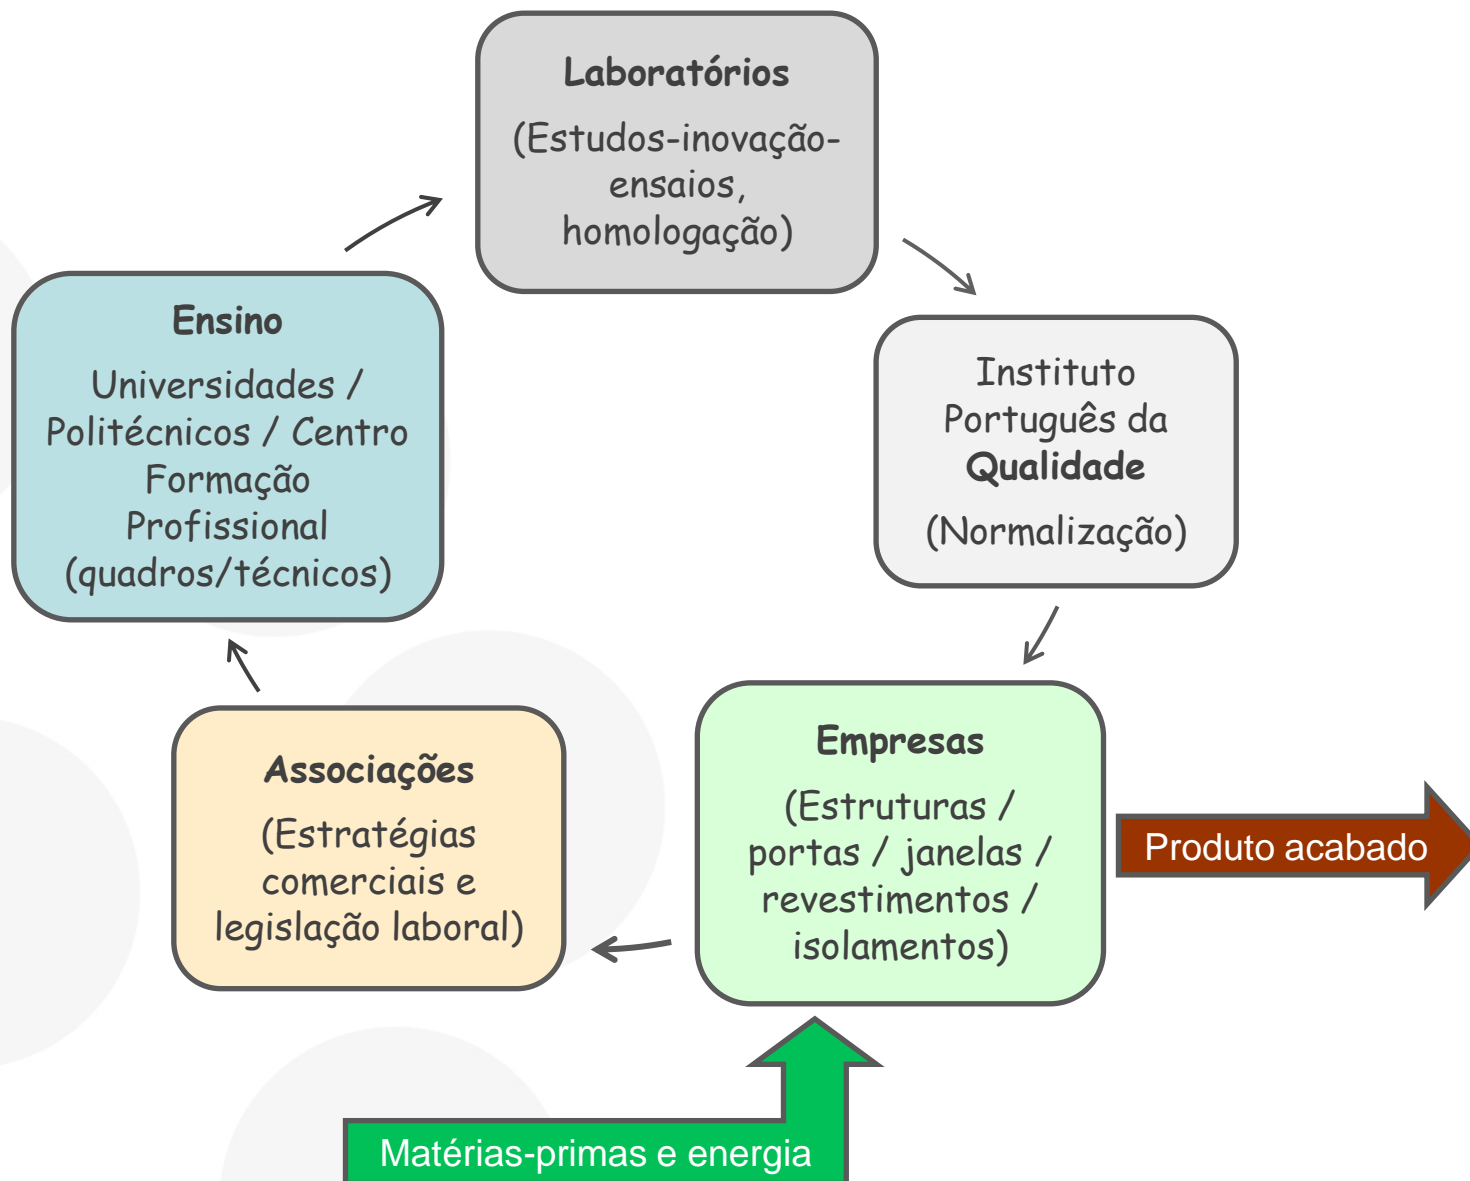 Laboratórios
(Estudos-inovação-
ensaios,
homologação)
Ensino
Universidades /
Politécnicos / Centro
Formação
Profissional
(quadros/técnicos)
Instituto
Português da
Qualidade
(Normalização)
Associações
(Estratégias
comerciais e
legislação laboral)
Empresas
(Estruturas /
portas / janelas /
revestimentos /
isolamentos)
Produto acabado
Matérias-primas e energia